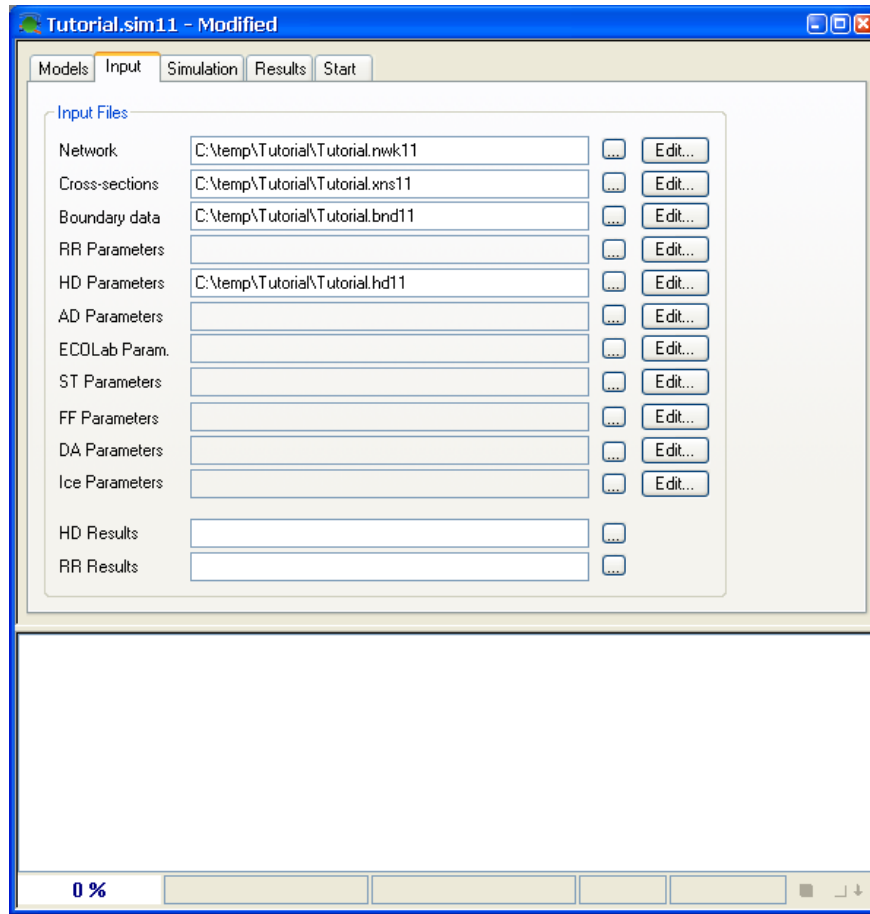 Tutorial.sim11 - Modified
Models Input Simulation Results Start
Input Files
Network C:\temp\Tutorial\Tutorial.nwk11 ... Edit...
Cross-sections C:\temp\Tutorial\Tutorial.xns11 ... Edit...
Boundary data C:\temp\Tutorial\Tutorial.bnd11 ... Edit...
RR Parameters ... Edit...
HD Parameters C:\temp\Tutorial\Tutorial.hd11 ... Edit...
AD Parameters ... Edit...
ECOLab Param. ... Edit...
ST Parameters ... Edit...
FF Parameters ... Edit...
DA Parameters ... Edit...
Ice Parameters ... Edit...
HD Results ...
RR Results ...
0 %